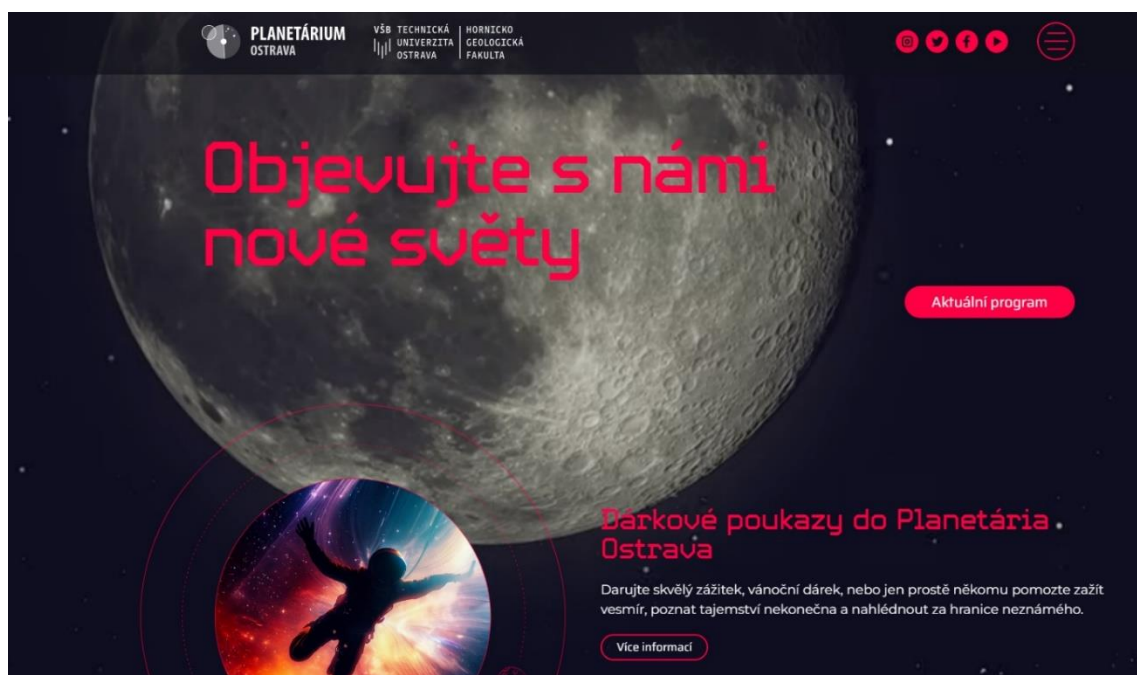 PLANETÁRIUM
OSTRAVA
VŠB TECHNICKÁ
UNIVERZITA
OSTRAVA
HORNICKO
GEOLOGICKÁ
FAKULTA
Objevujte s námi
nové světy
Aktuální program
Dárkové poukazy do Planetária
Ostrava
Darujte skvělý zážitek, vánoční dárek, nebo jen prostě někomu pomozte zažít
vesmír, poznat tajemství nekonečna a nahlédnout za hranice neznámého.
Více informací